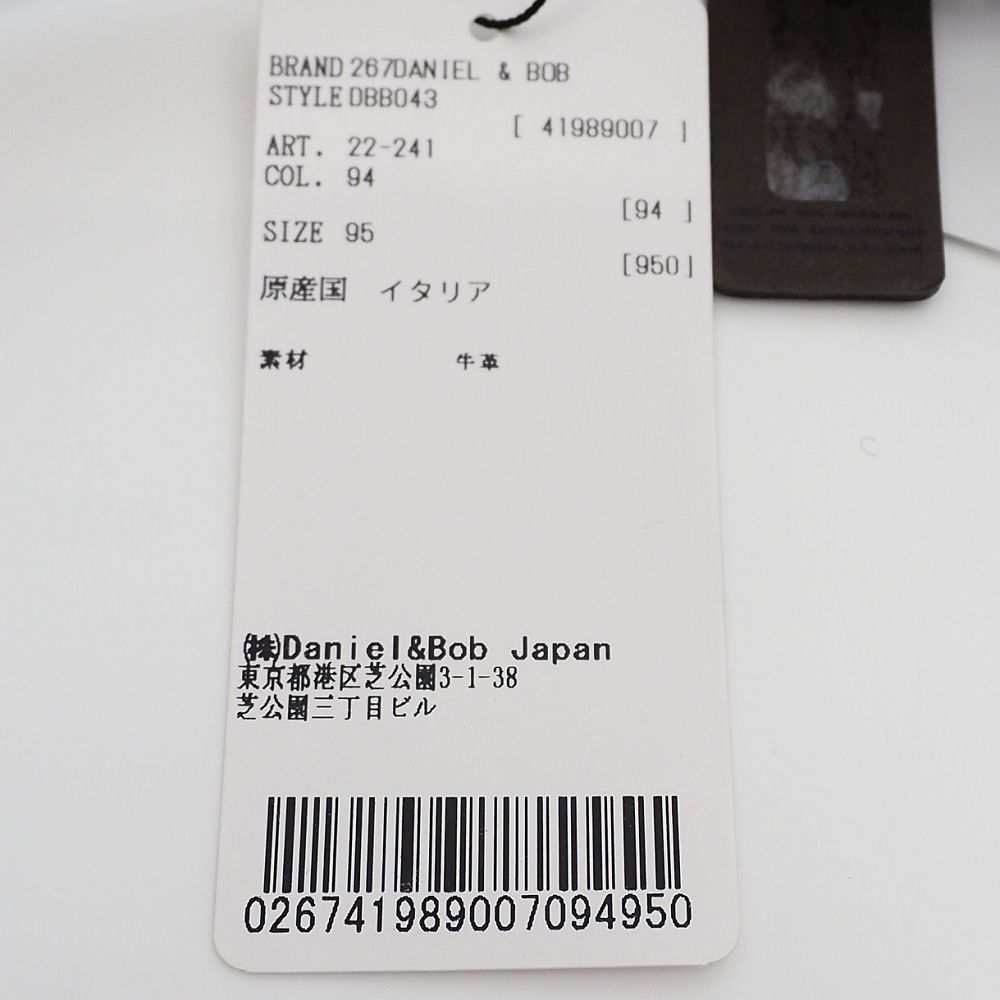 BRAND 267DANIEL & BOB
STYLE DBB043
[ 41989007 ]
ART. 22-241
COL. 94
[94 ]
SIZE 95
[950]
原産国 イタリア
素材 牛革
㈱Daniel&Bob Japan
東京都港区芝公園3-1-38
芝公園三丁目ビル
026741989007094950